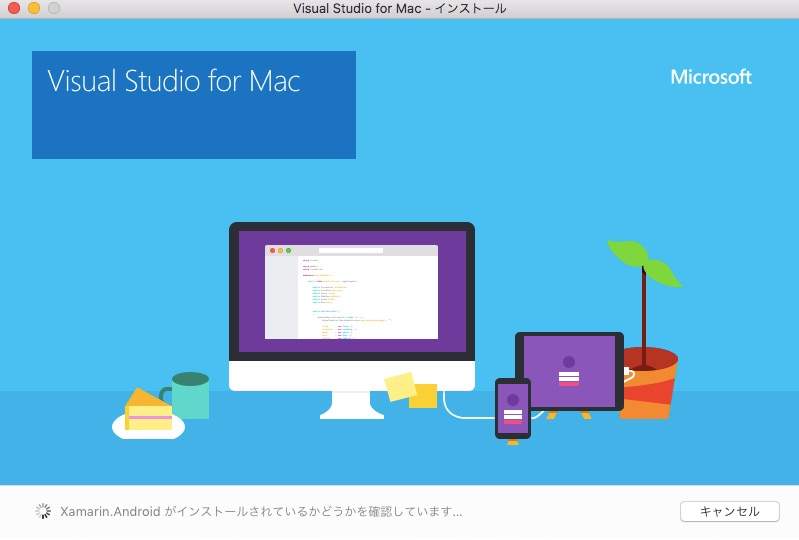 Visual Studio for Mac - インストール
Visual Studio for Mac
Microsoft
Xamarin.Android がインストールされているかどうかを確認しています...
キャンセル